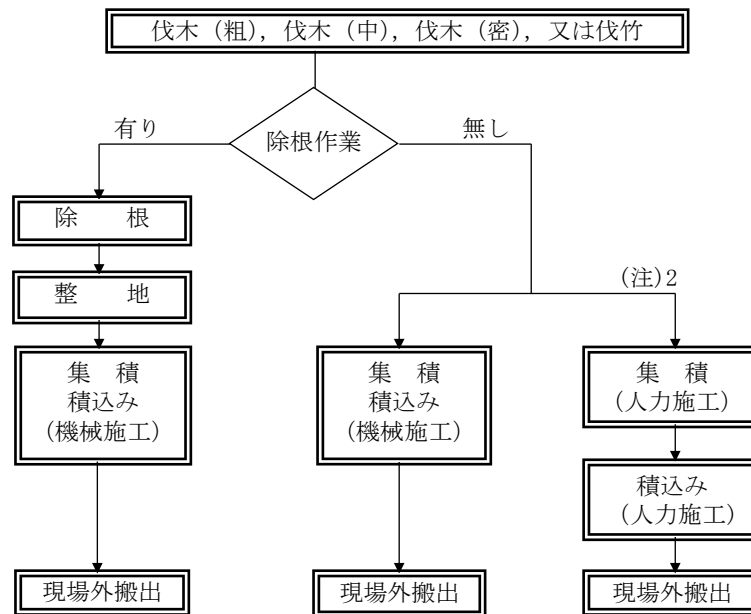 伐木（粗），伐木（中），伐木（密），又は伐竹
除根作業
有り
無し
除　　根
整　　地
(注)2
集　積
積込み
(機械施工)
集　積
積込み
(機械施工)
集　積
(人力施工)
積込み
(人力施工)
現場外搬出
現場外搬出
現場外搬出